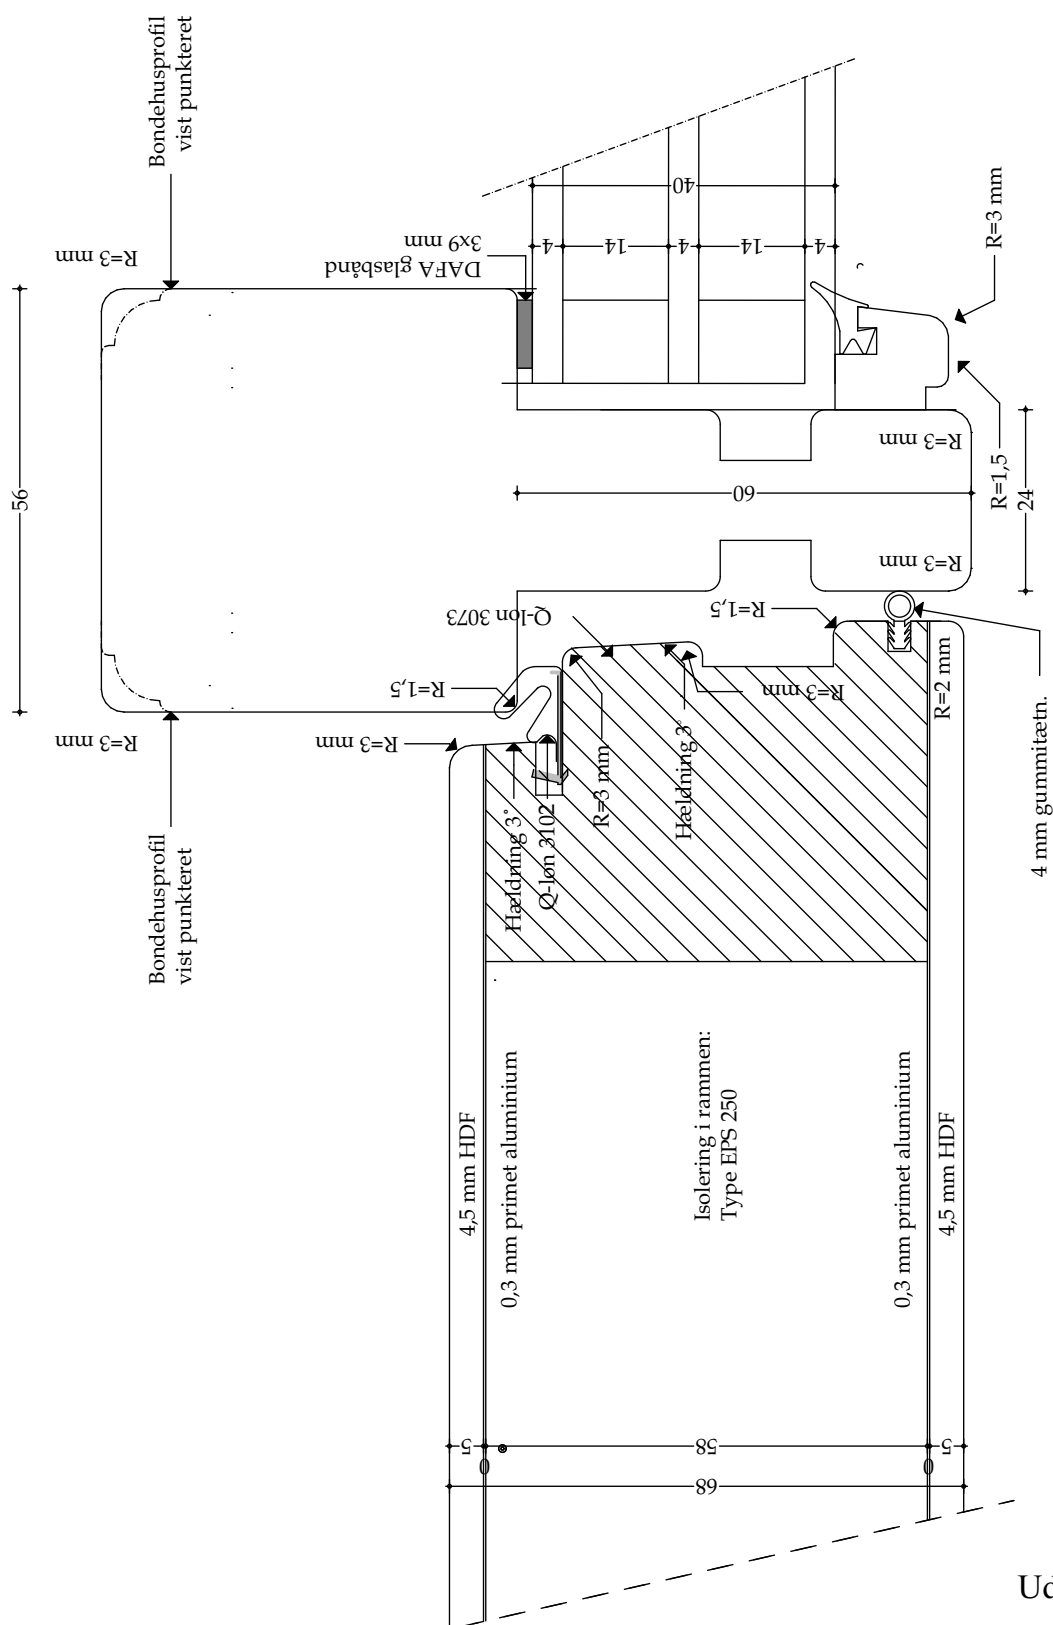 Bondehusprofil
vist punkteret
R=3 mm
DAFA glasbånd
3x9 mm
40
4
14
4
14
4
R=3 mm
R=1,5
56
60
24
R=3 mm
R=3 mm
Q-lon 3073
R=1,5
R=1,5
R=3 mm
R=3 mm
Bondehusprofil
vist punkteret
Hældning 3°
Q-lon 3102
R=3 mm
Hældning 3°
R=3 mm
R=2 mm
4 mm gummitætn.
4,5 mm HDF
0,3 mm primet aluminium
Isolering i rammen:
Type EPS 250
0,3 mm primet aluminium
4,5 mm HDF
5
0
58
0
5
68
Ud